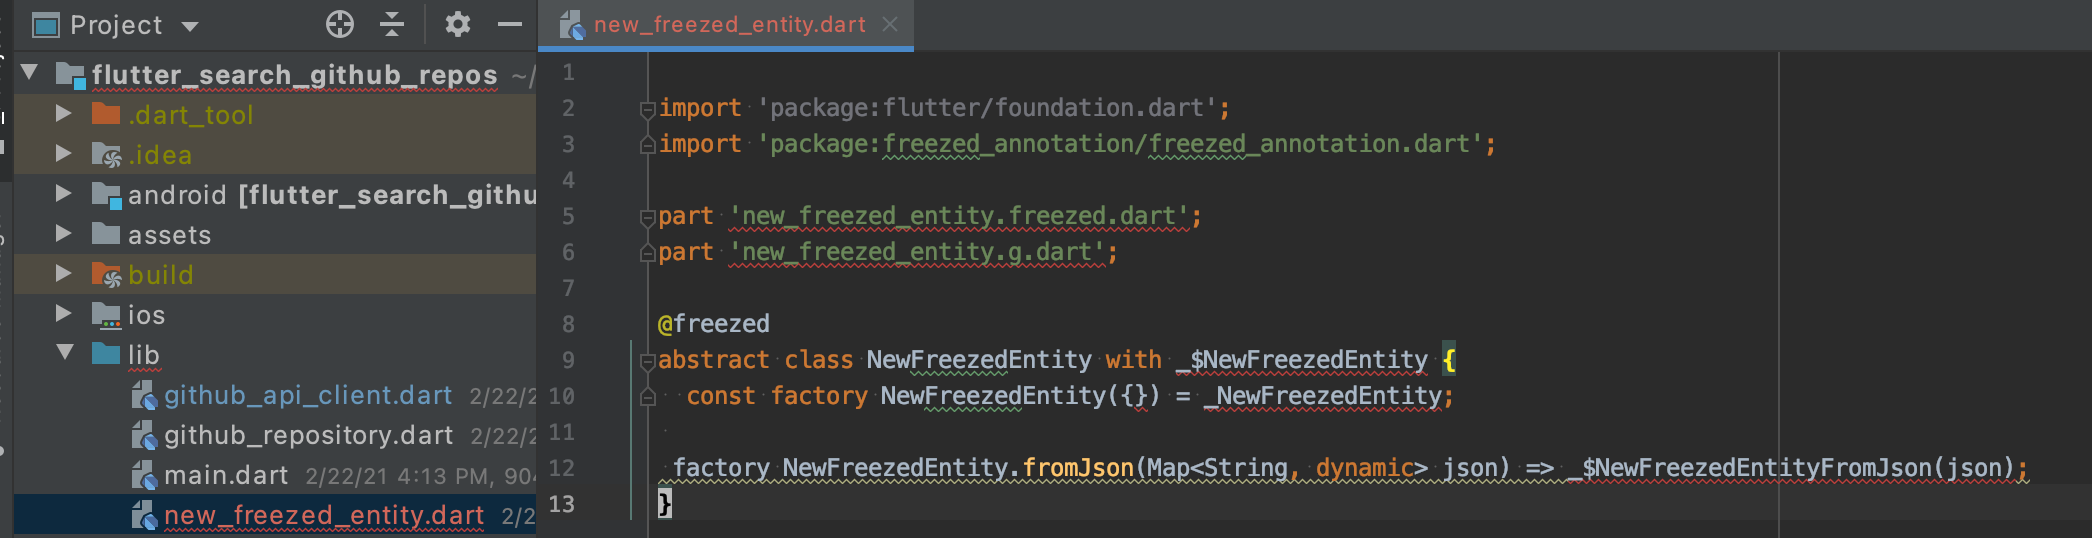 Project
new_freezed_entity.dart
flutter_search_github_repos ~/
.dart_tool
.idea
android [flutter_search_githu
assets
build
ios
lib
github_api_client.dart 2/22/2
github_repository.dart 2/22/2
main.dart 2/22/21 4:13 PM, 904
new_freezed_entity.dart 2/2
1
2 import 'package:flutter/foundation.dart';
3 import 'package:freezed_annotation/freezed_annotation.dart';
4
5 part 'new_freezed_entity.freezed.dart';
6 part 'new_freezed_entity.g.dart';
7
8 @freezed
9 abstract class NewFreezedEntity with _$NewFreezedEntity {
10 const factory NewFreezedEntity({}) = _NewFreezedEntity;
11
12 factory NewFreezedEntity.fromJson(Map<String, dynamic> json) => _$NewFreezedEntityFromJson(json);
13 }